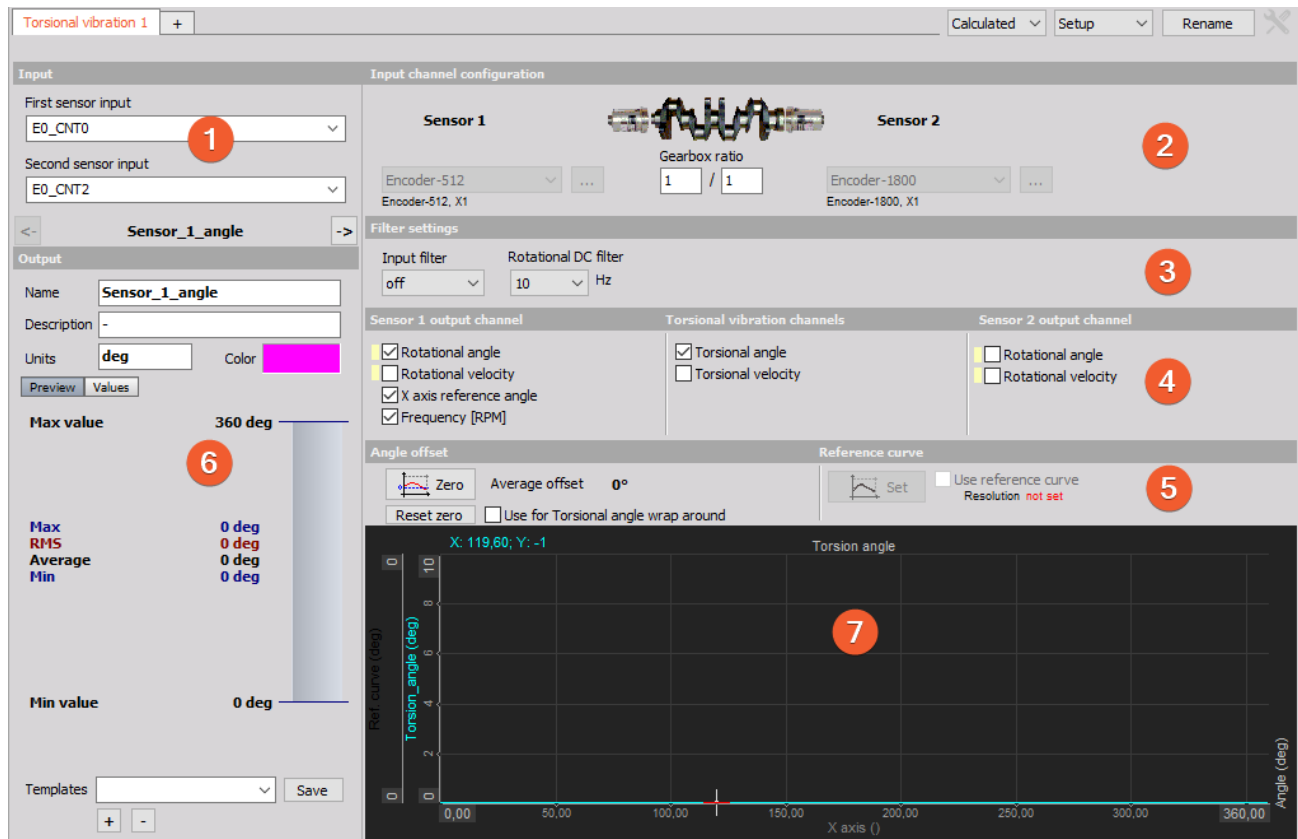 Torsional vibration 1 +
Calculated Setup Rename
Input
First sensor input
E0_CNT0
1
Second sensor input
E0_CNT2
<- Sensor_1_angle ->
Input channel configuration
Sensor 1
Sensor 2
2
Gearbox ratio
Encoder-512 ... 1 / 1 Encoder-1800 ...
Encoder-512, X1
Encoder-1800, X1
Filter settings
Input filter Rotational DC filter
off 10 Hz
3
Output
Name Sensor_1_angle
Description -
Units deg Color
Preview Values
Max value 360 deg
6
Max 0 deg
RMS 0 deg
Average 0 deg
Min 0 deg
Min value 0 deg
Templates Save
+ -
Sensor 1 output channel
Rotational angle
Rotational velocity
X axis reference angle
Frequency [RPM]
Torsional vibration channels
Torsional angle
Torsional velocity
Sensor 2 output channel
Rotational angle
Rotational velocity
4
Angle offset
Zero Average offset 0°
Reset zero Use for Torsional angle wrap around
Reference curve
Set Use reference curve
Resolution not set
5
X: 119,60; Y: -1
Torsion angle
0 10
8
6
4
2
0 0
Ref. curve (deg)
Torsion_angle (deg)
7
0,00 50,00 100,00 150,00 200,00 250,00 300,00 360,00
X axis ()
Angle (deg)